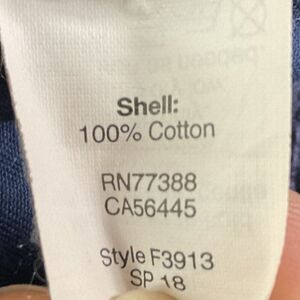 Shell:
100% Cotton
RN77388
CA56445
Style F3913
SP 18